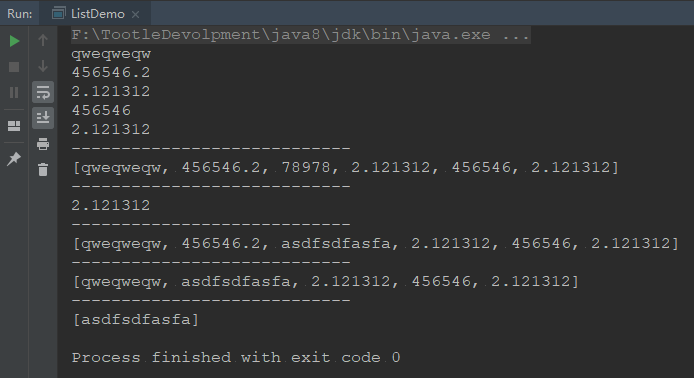 Run: ListDemo ×
F:\TootleDevolpment\java8\jdk\bin\java.exe ...
qweqweqw
456546.2
2.121312
456546
2.121312
----------------------------
[qweqweqw, 456546.2, 78978, 2.121312, 456546, 2.121312]
----------------------------
2.121312
----------------------------
[qweqweqw, 456546.2, asdfsdfasfa, 2.121312, 456546, 2.121312]
----------------------------
[qweqweqw, asdfsdfasfa, 2.121312, 456546, 2.121312]
----------------------------
[asdfsdfasfa]
Process finished with exit code 0